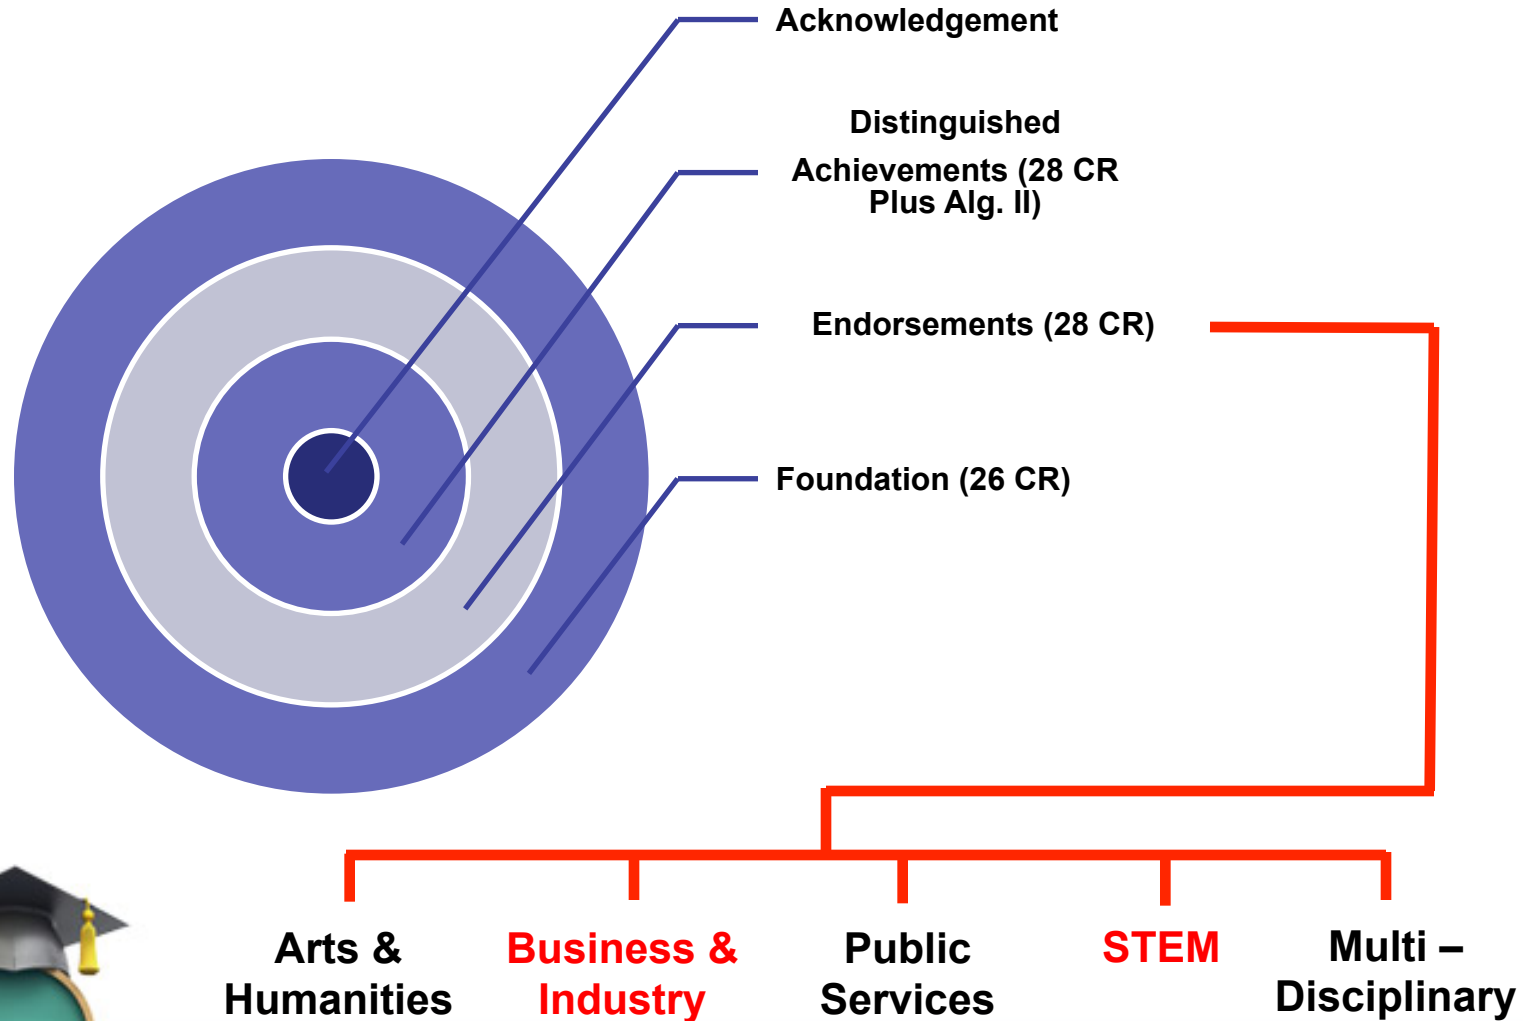 Acknowledgement
Distinguished
Achievements (28 CR
Plus Alg. II)
Endorsements (28 CR)
Foundation (26 CR)
Arts &
Humanities
Business &
Industry
Public
Services
STEM
Multi –
Disciplinary